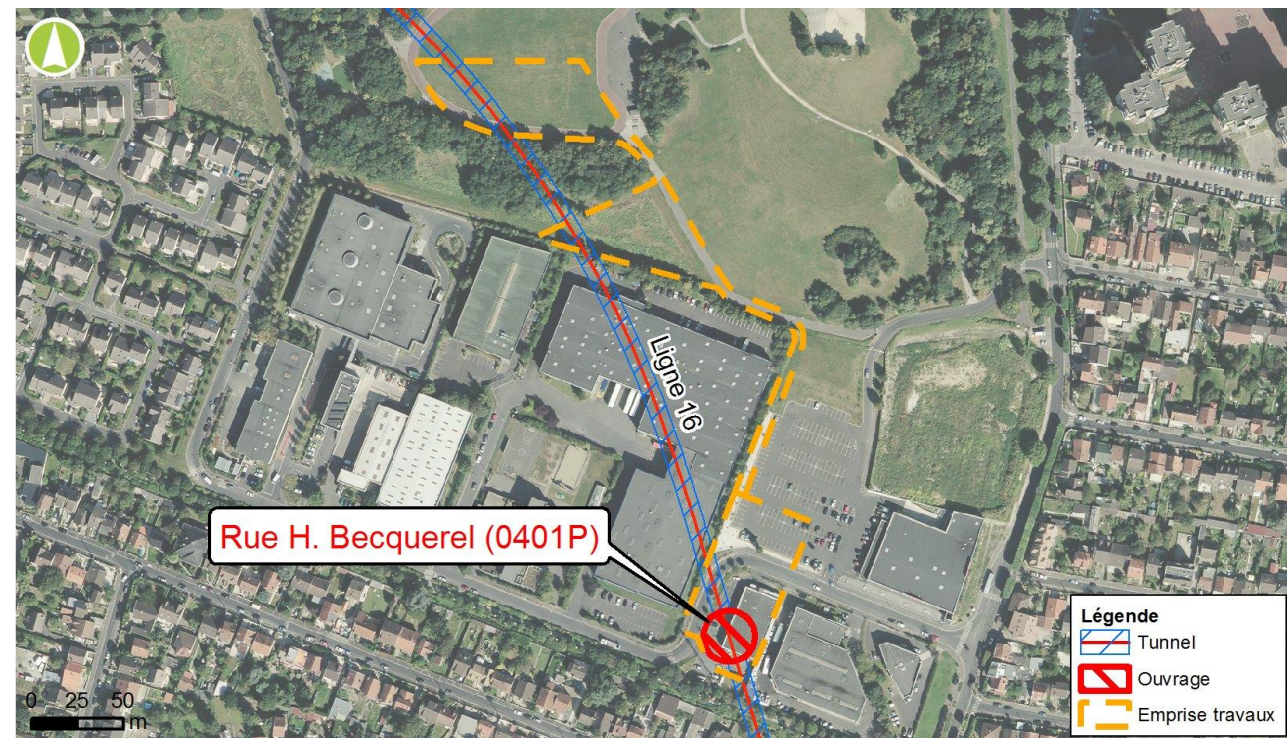 Ligne 16
Rue H. Becquerel (0401P)
Légende
Tunnel
Ouvrage
Emprise travaux
0 25 50
m